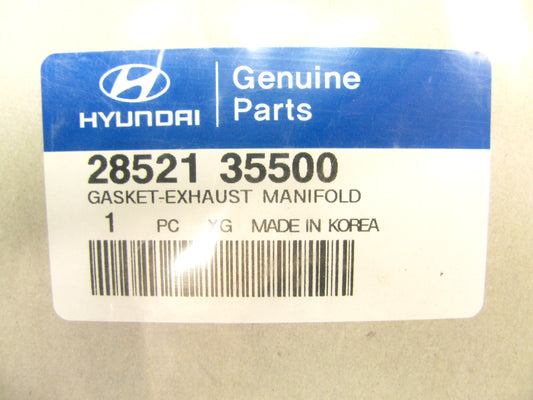 HYUNDAI
Genuine
Parts
28521 35500
GASKET-EXHAUST MANIFOLD
1 PC YG MADE IN KOREA